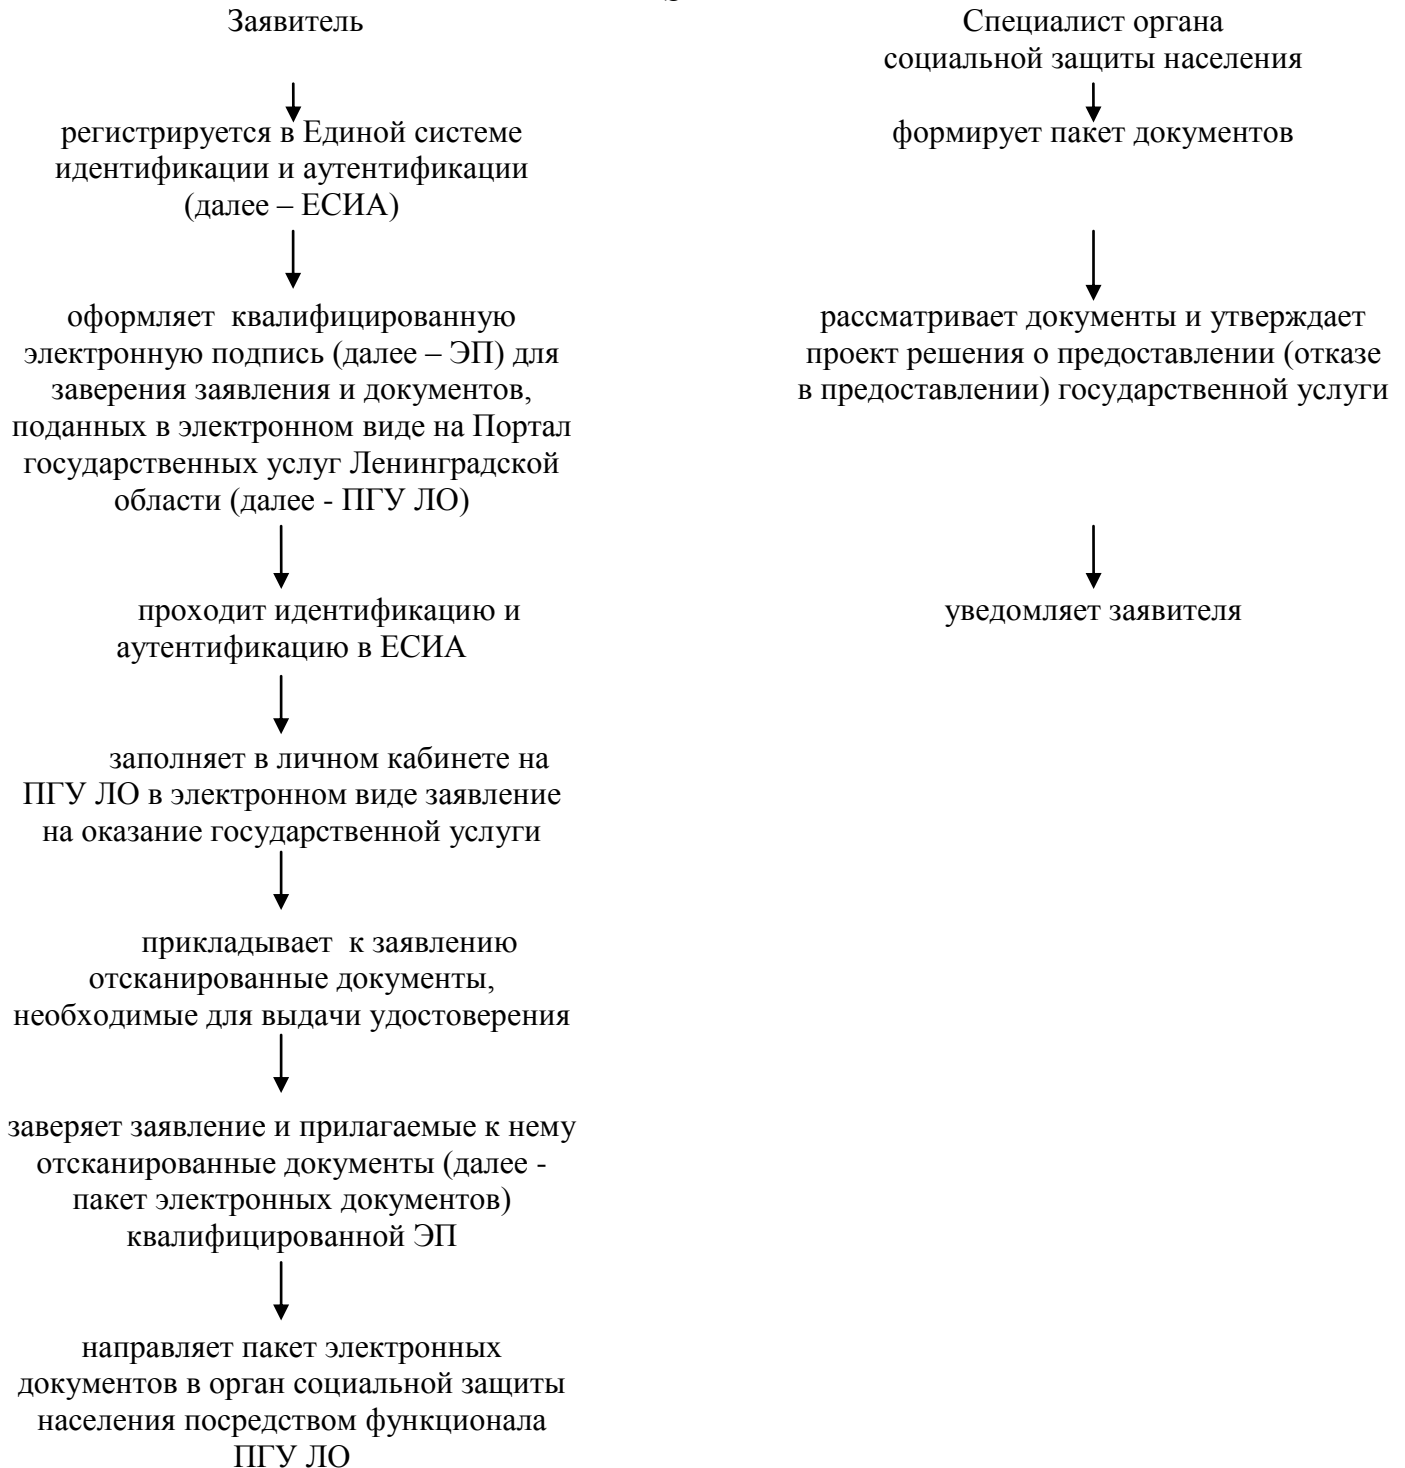 Заявитель
регистрируется в Единой системе
идентификации и аутентификации
(далее – ЕСИА)
оформляет  квалифицированную
электронную подпись (далее – ЭП) для
заверения заявления и документов,
поданных в электронном виде на Портал
государственных услуг Ленинградской
области (далее - ПГУ ЛО)
проходит идентификацию и
аутентификацию в ЕСИА
заполняет в личном кабинете на
ПГУ ЛО в электронном виде заявление
на оказание государственной услуги
прикладывает  к заявлению
отсканированные документы,
необходимые для выдачи удостоверения
заверяет заявление и прилагаемые к нему
отсканированные документы (далее -
пакет электронных документов)
квалифицированной ЭП
направляет пакет электронных
документов в орган социальной защиты
населения посредством функционала
ПГУ ЛО
Специалист органа
социальной защиты населения
формирует пакет документов
рассматривает документы и утверждает
проект решения о предоставлении (отказе
в предоставлении) государственной услуги
уведомляет заявителя